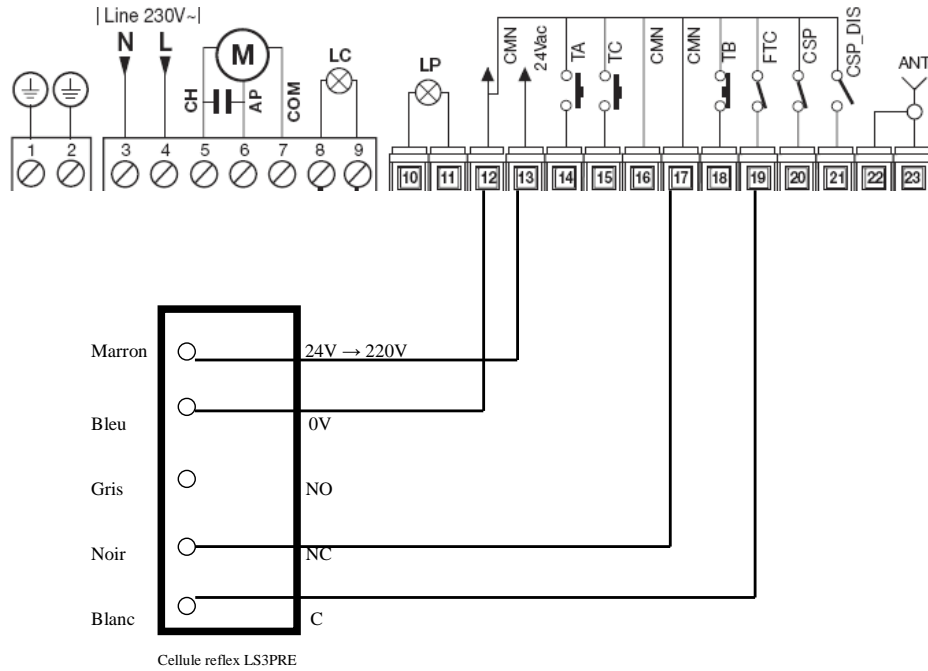 | Line 230V~|
N L
M
CH AP COM
LC
LP
CMN 24Vac TA TC CMN CMN TB FTC CSP CSP_DIS
ANT
1 2 3 4 5 6 7 8 9
10 11 12 13 14 15 16 17 18 19 20 21 22 23
Marron 24V → 220V
Bleu 0V
Gris NO
Noir NC
Blanc C
Cellule reflex LS3PRE